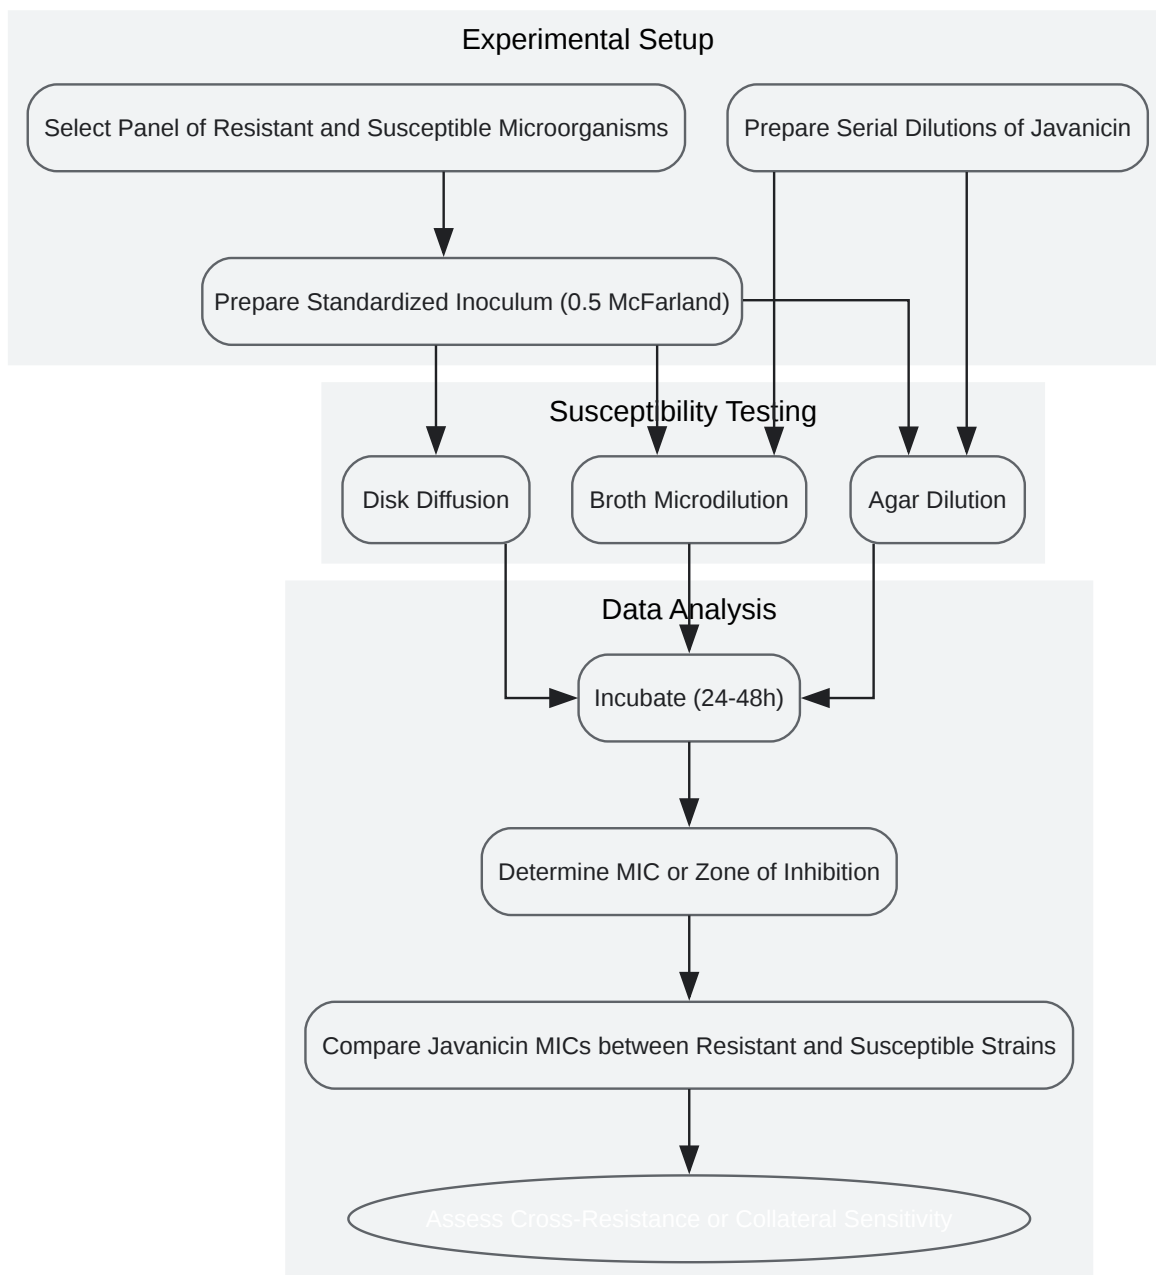 Experimental Setup
Select Panel of Resistant and Susceptible Microorganisms
Prepare Serial Dilutions of Javanicin
Prepare Standardized Inoculum (0.5 McFarland)
Susceptibility Testing
Disk Diffusion
Broth Microdilution
Agar Dilution
Data Analysis
Incubate (24-48h)
Determine MIC or Zone of Inhibition
Compare Javanicin MICs between Resistant and Susceptible Strains
Assess Cross-Resistance or Collateral Sensitivity